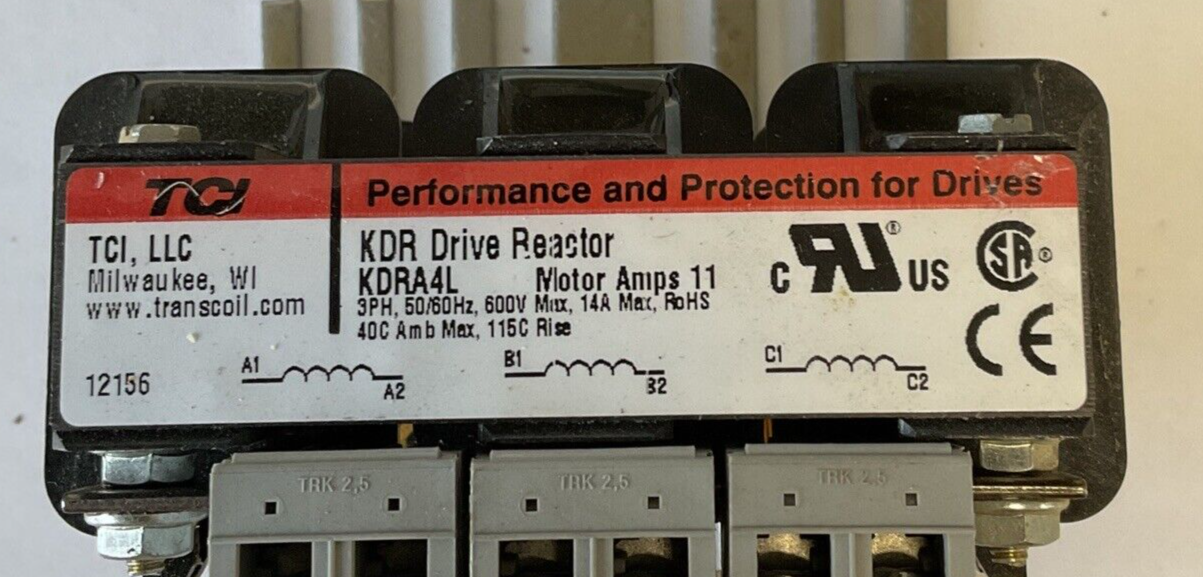 TCI
Performance and Protection for Drives
TCI, LLC
Milwaukee, WI
www.transcoil.com
12156
KDR Drive Reactor
KDRA4L Motor Amps 11
3PH, 50/60Hz, 600V Max, 14A Max, RoHS
40C Amb Max, 115C Rise
A1
A2
B1
B2
C1
C2
C RU ® US
SA ®
CE
TRK 2,5
TRK 2,5
TRK 2,5